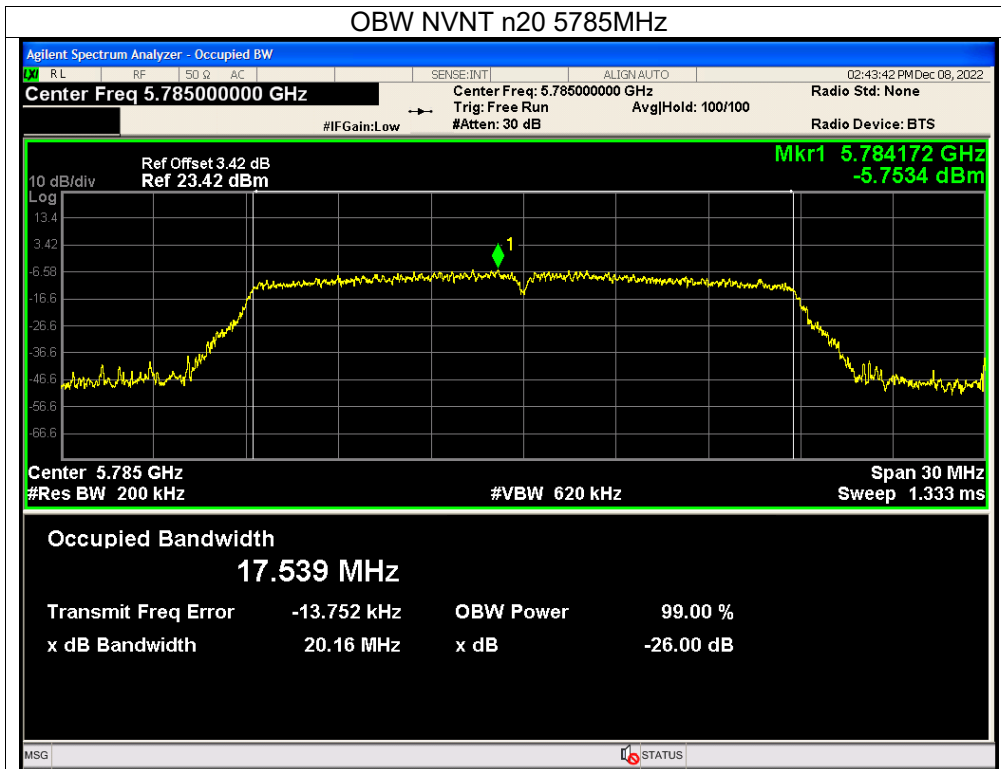 OBW NVNT n20 5785MHz
Agilent Spectrum Analyzer - Occupied BW
LXI RL RF 50 Ω AC SENSE:INT ALIGN AUTO 02:43:42 PM Dec 08, 2022
Center Freq 5.785000000 GHz Center Freq: 5.785000000 GHz Radio Std: None
Trig: Free Run Avg|Hold: 100/100
#IFGain:Low #Atten: 30 dB Radio Device: BTS
Ref Offset 3.42 dB Mkr1 5.784172 GHz
10 dB/div Ref 23.42 dBm -5.7534 dBm
Log
13.4
3.42
1
-6.58
-16.6
-26.6
-36.6
-46.6
-56.6
-66.6
Center 5.785 GHz Span 30 MHz
#Res BW 200 kHz #VBW 620 kHz Sweep 1.333 ms
Occupied Bandwidth
17.539 MHz
Transmit Freq Error -13.752 kHz OBW Power 99.00 %
x dB Bandwidth 20.16 MHz x dB -26.00 dB
MSG STATUS